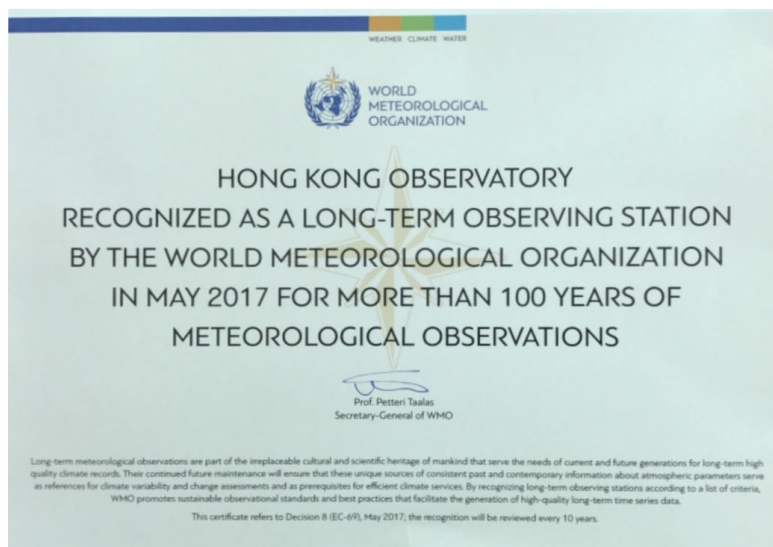 WEATHER CLIMATE WATER
WORLD
METEOROLOGICAL
ORGANIZATION
HONG KONG OBSERVATORY
RECOGNIZED AS A LONG-TERM OBSERVING STATION
BY THE WORLD METEOROLOGICAL ORGANIZATION
IN MAY 2017 FOR MORE THAN 100 YEARS OF
METEOROLOGICAL OBSERVATIONS
Prof. Petteri Taalas
Secretary-General of WMO
Long-term meteorological observations are part of the irreplaceable cultural and scientific heritage of mankind that serve the needs of current and future generations for long-term high
quality climate records. Their continued future maintenance will ensure that these unique sources of consistent past and contemporary information about atmospheric parameters serve
as references for climate variability and change assessments and as prerequisites for efficient climate services. By recognizing long-term observing stations according to a list of criteria,
WMO promotes sustainable observational standards and best practices that facilitate the generation of high-quality long-term time series data.
This certificate refers to Decision 8 (EC-69), May 2017; the recognition will be reviewed every 10 years.